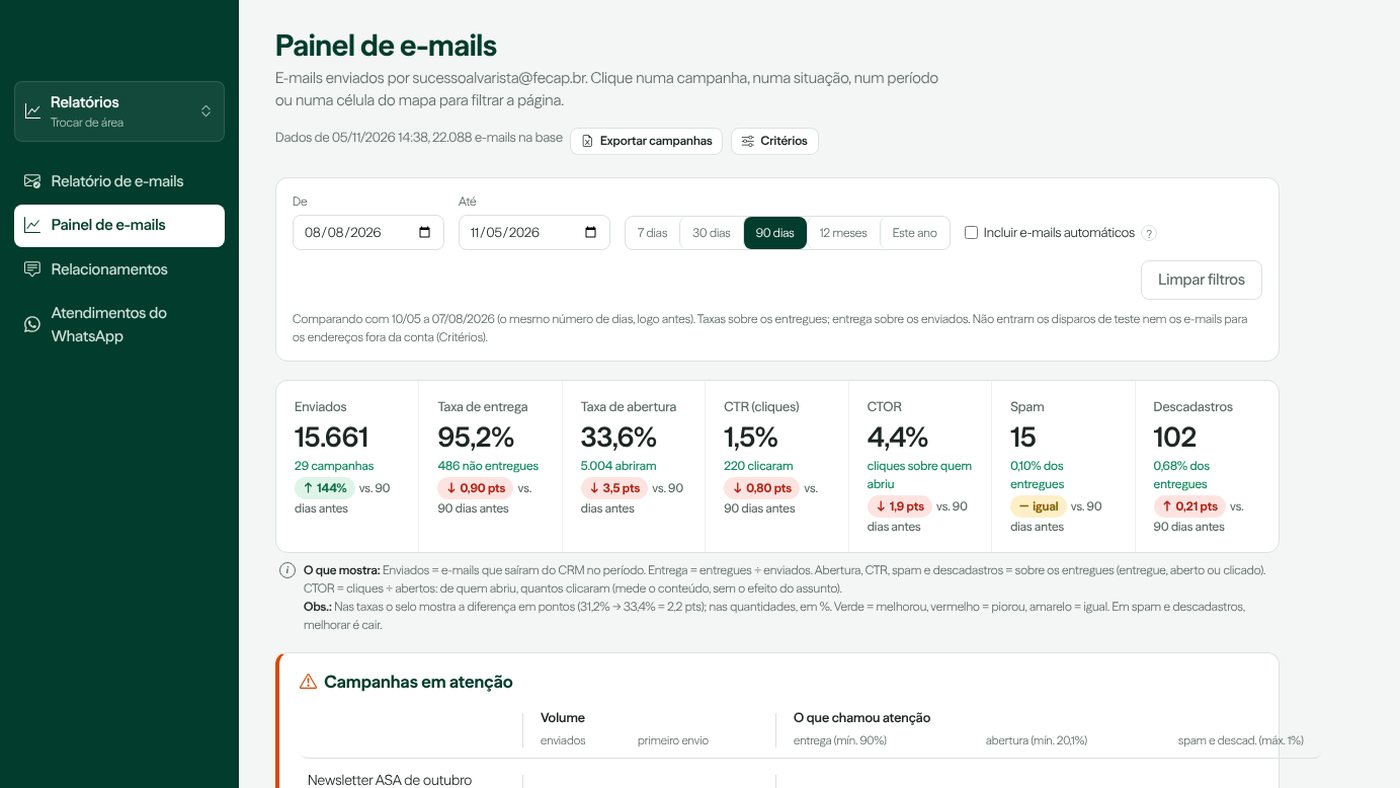 Relatórios
Trocar de área
Relatório de e-mails
Painel de e-mails
Relacionamentos
Atendimentos do
WhatsApp
Painel de e-mails
E-mails enviados por sucessoalvarista@fecap.br. Clique numa campanha, numa situação, num período
ou numa célula do mapa para filtrar a página.
Dados de 05/11/2026 14:38, 22.088 e-mails na base
Exportar campanhas
Critérios
De
Até
08/08/2026
11/05/2026
7 dias
30 dias
90 dias
12 meses
Este ano
Incluir e-mails automáticos ?
Limpar filtros
Comparando com 10/05 a 07/08/2026 (o mesmo número de dias, logo antes). Taxas sobre os entregues; entrega sobre os enviados. Não entram os disparos de teste nem os e-mails para
os endereços fora da conta (Critérios).
Enviados
15.661
29 campanhas
↑ 144% vs. 90
dias antes
Taxa de entrega
95,2%
486 não entregues
↓ 0,90 pts vs.
90 dias antes
Taxa de abertura
33,6%
5.004 abriram
↓ 3,5 pts vs. 90
dias antes
CTR (cliques)
1,5%
220 clicaram
↓ 0,80 pts vs.
90 dias antes
CTOR
4,4%
cliques sobre quem
abriu
↓ 1,9 pts vs. 90
dias antes
Spam
15
0,10% dos
entregues
— igual vs. 90
dias antes
Descadastros
102
0,68% dos
entregues
↑ 0,21 pts vs.
90 dias antes
i O que mostra: Enviados = e-mails que saíram do CRM no período. Entrega = entregues ÷ enviados. Abertura, CTR, spam e descadastros = sobre os entregues (entregue, aberto ou clicado).
CTOR = cliques ÷ abertos: de quem abriu, quantos clicaram (mede o conteúdo, sem o efeito do assunto).
Obs.: Nas taxas o selo mostra a diferença em pontos (31,2% → 33,4% = 2,2 pts); nas quantidades, em %. Verde = melhorou, vermelho = piorou, amarelo = igual. Em spam e descadastros,
melhorar é cair.
Campanhas em atenção
Volume
O que chamou atenção
enviados
primeiro envio
entrega (mín. 90%)
abertura (mín. 20,1%)
spam e descad. (máx. 1%)
Newsletter ASA de outubro